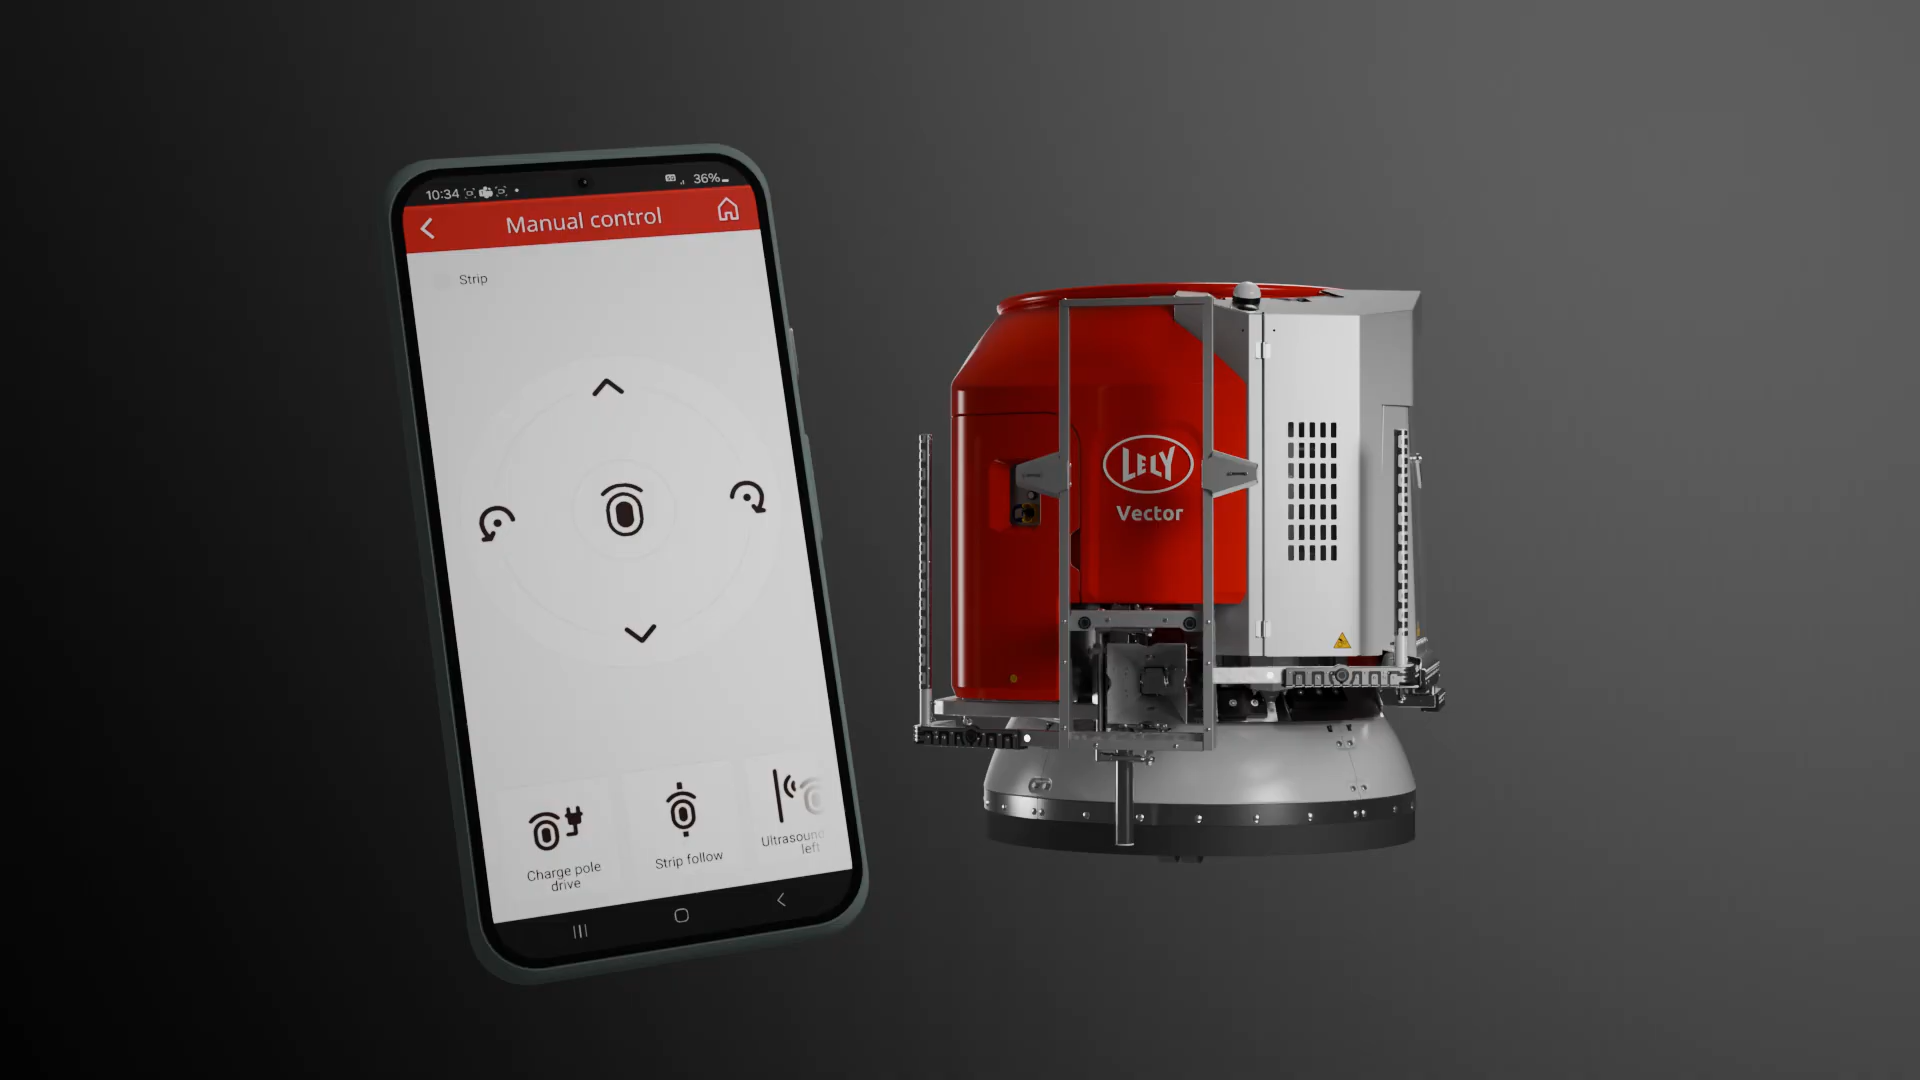 10:34
36%
Manual control
Strip
Charge pole
drive
Strip follow
Ultrasound
left
LELY
Vector